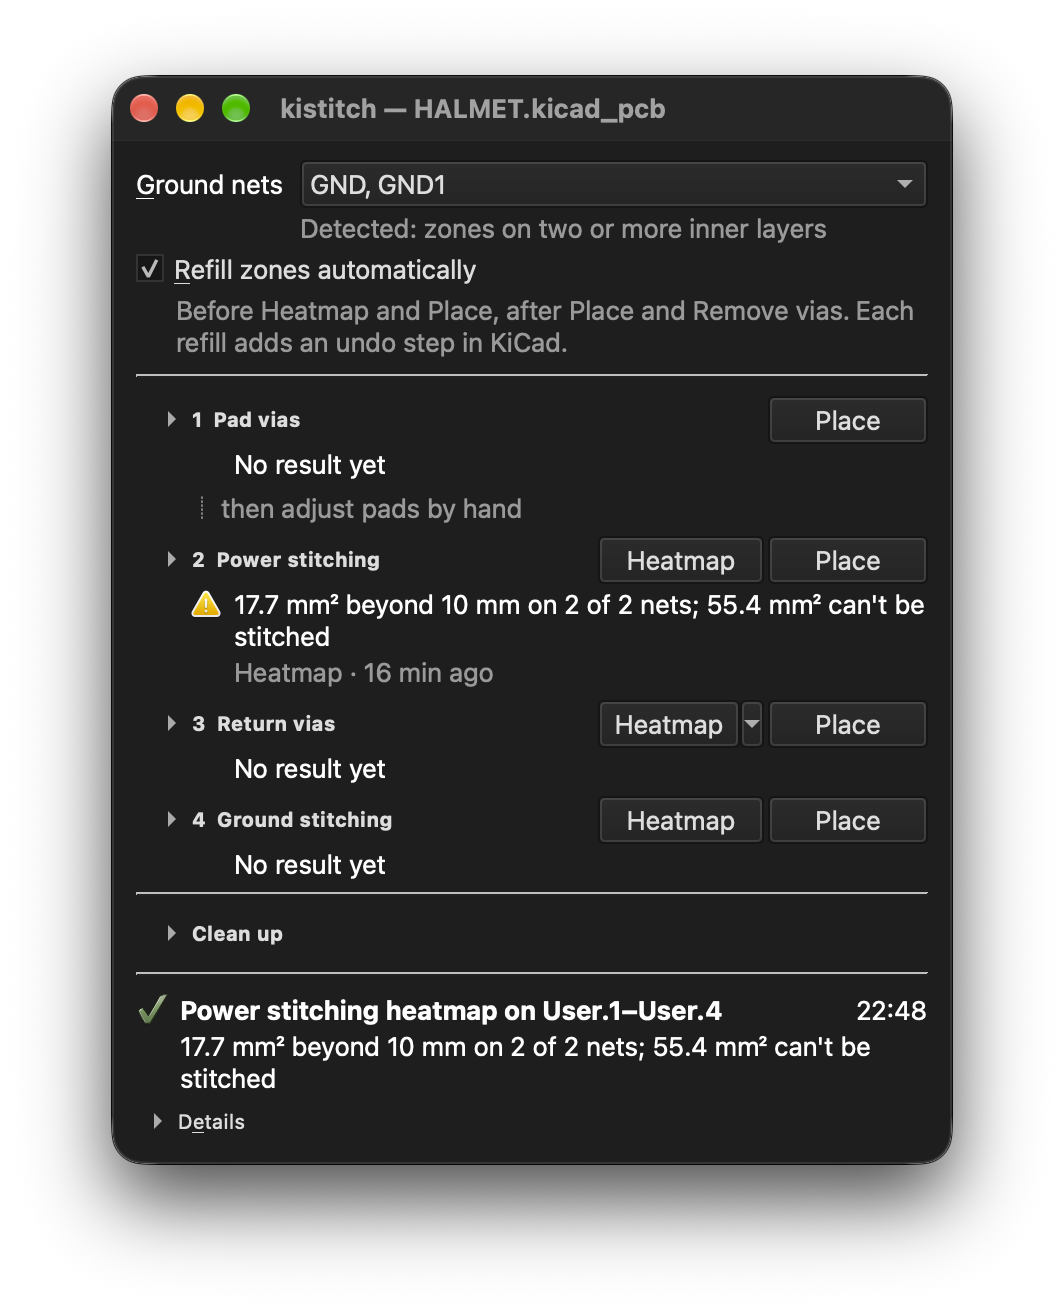 kistitch — HALMET.kicad_pcb
Ground nets GND, GND1
Detected: zones on two or more inner layers
Refill zones automatically
Before Heatmap and Place, after Place and Remove vias. Each
refill adds an undo step in KiCad.
1 Pad vias Place
No result yet
then adjust pads by hand
2 Power stitching Heatmap Place
17.7 mm² beyond 10 mm on 2 of 2 nets; 55.4 mm² can't be
stitched
Heatmap · 16 min ago
3 Return vias Heatmap Place
No result yet
4 Ground stitching Heatmap Place
No result yet
Clean up
Power stitching heatmap on User.1–User.4 22:48
17.7 mm² beyond 10 mm on 2 of 2 nets; 55.4 mm² can't be
stitched
Details